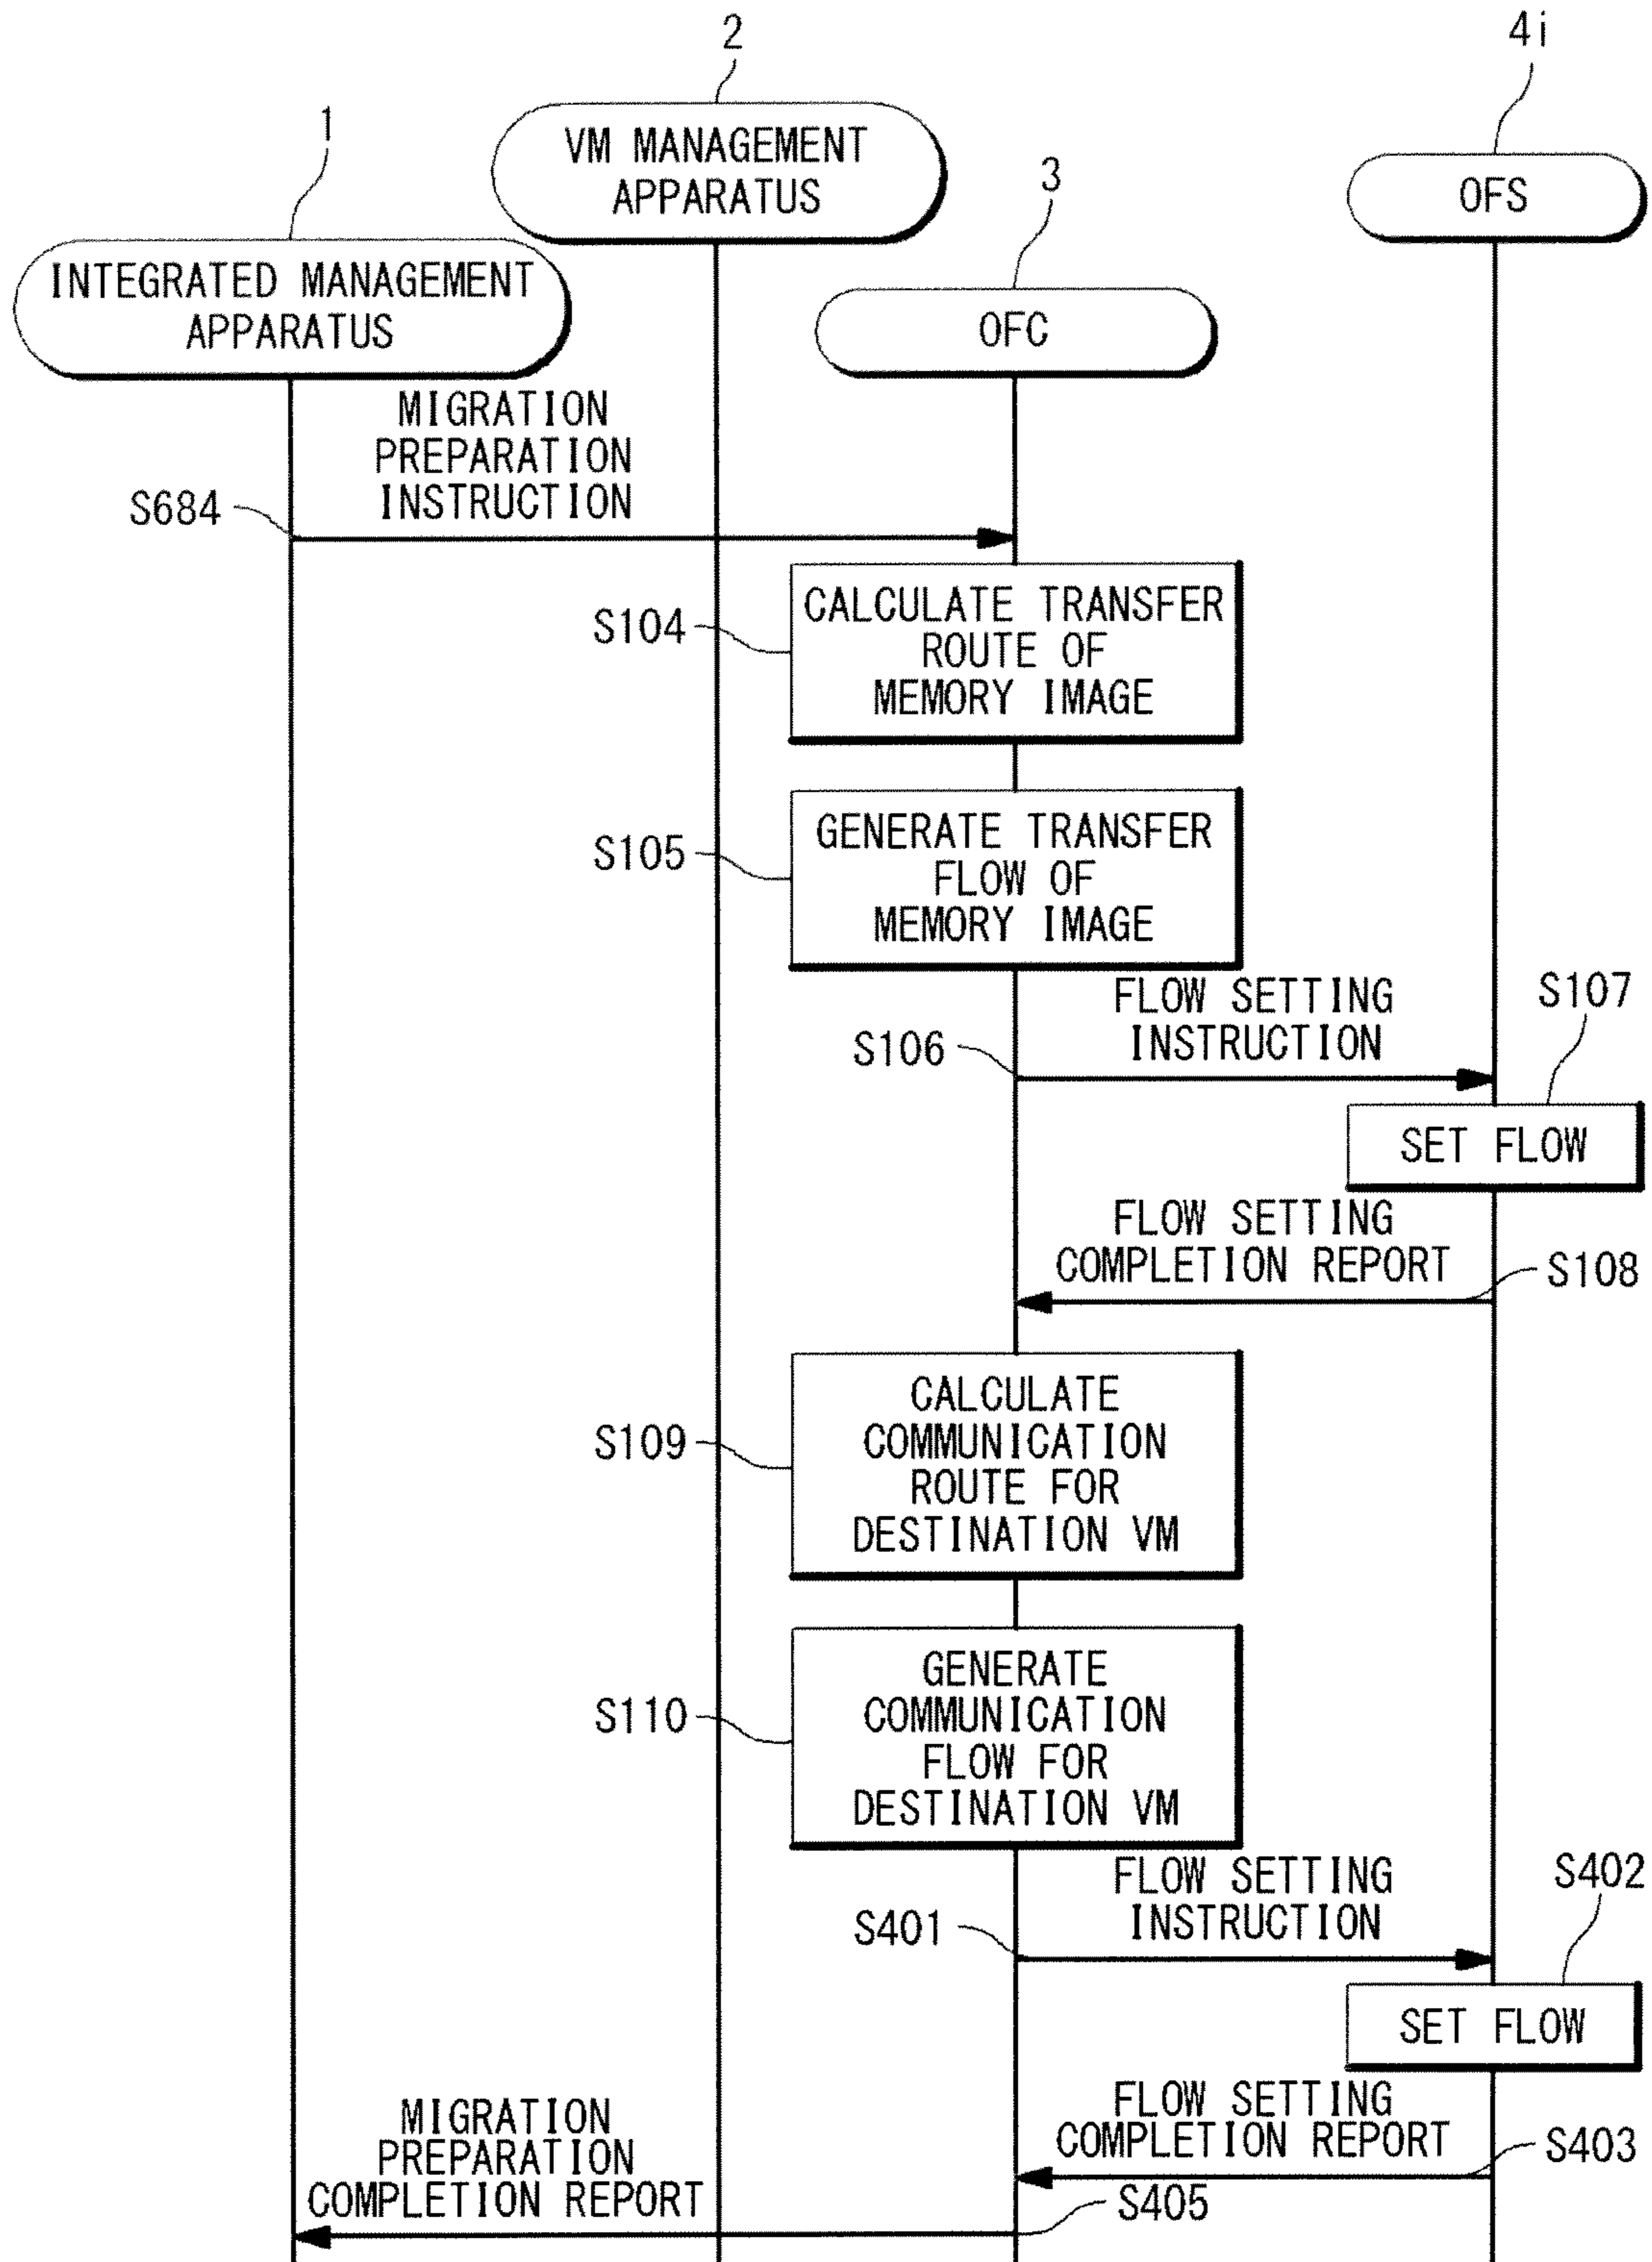 1
2
3
4i
VM MANAGEMENT
APPARATUS
OFS
INTEGRATED MANAGEMENT
APPARATUS
OFC
MIGRATION
PREPARATION
INSTRUCTION
S684
S104
CALCULATE TRANSFER
ROUTE OF
MEMORY IMAGE
S105
GENERATE TRANSFER
FLOW OF
MEMORY IMAGE
FLOW SETTING
INSTRUCTION
S106
S107
SET FLOW
FLOW SETTING
COMPLETION REPORT
S108
S109
CALCULATE
COMMUNICATION
ROUTE FOR
DESTINATION VM
S110
GENERATE
COMMUNICATION
FLOW FOR
DESTINATION VM
FLOW SETTING
INSTRUCTION
S401
S402
SET FLOW
FLOW SETTING
COMPLETION REPORT
S403
MIGRATION
PREPARATION
COMPLETION REPORT
S405